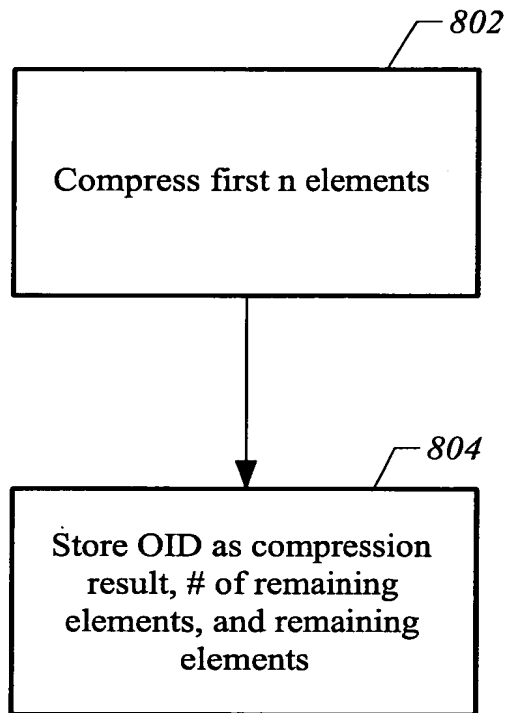 802
Compress first n elements
804
Store OID as compression
result, # of remaining
elements, and remaining
elements